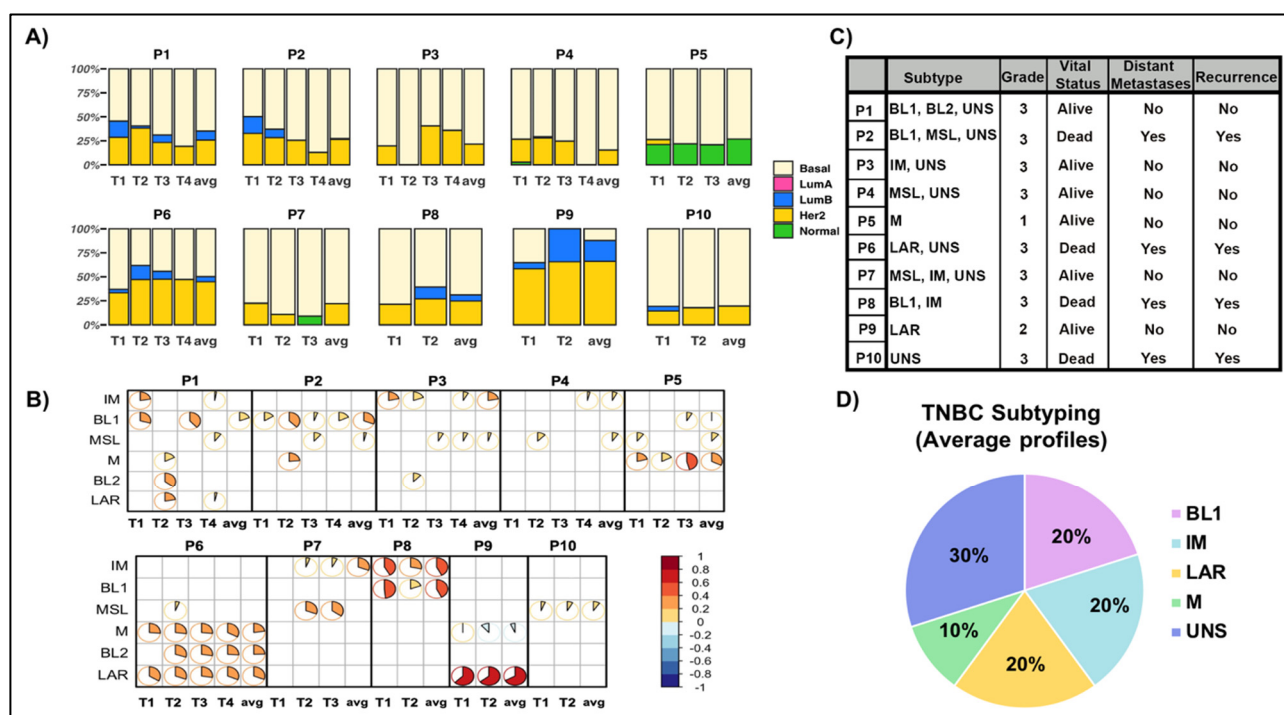 A)
P1 P2 P3 P4 P5
100%
75%
50%
25%
0%
T1 T2 T3 T4 avg T1 T2 T3 T4 avg T1 T2 T3 T4 avg T1 T2 T3 T4 avg T1 T2 T3 avg
Basal
LumA
LumB
Her2
Normal
P6 P7 P8 P9 P10
100%
75%
50%
25%
0%
T1 T2 T3 T4 avg T1 T2 T3 avg T1 T2 avg T1 T2 avg T1 T2 avg
B)
P1 P2 P3 P4 P5
IM
BL1
MSL
M
BL2
LAR
T1 T2 T3 T4 avg T1 T2 T3 T4 avg T1 T2 T3 T4 avg T1 T2 T3 T4 avg T1 T2 T3 avg
P6 P7 P8 P9 P10
IM
BL1
MSL
M
BL2
LAR
T1 T2 T3 T4 avg T1 T2 T3 avg T1 T2 avg T1 T2 avg T1 T2 avg
1
0.8
0.6
0.4
0.2
0
-0.2
-0.4
-0.6
-0.8
-1
C)
Subtype Grade Vital Status Distant Metastases Recurrence
P1 BL1, BL2, UNS 3 Alive No No
P2 BL1, MSL, UNS 3 Dead Yes Yes
P3 IM, UNS 3 Alive No No
P4 MSL, UNS 3 Alive No No
P5 M 1 Alive No No
P6 LAR, UNS 3 Dead Yes Yes
P7 MSL, IM, UNS 3 Alive No No
P8 BL1, IM 3 Dead Yes Yes
P9 LAR 2 Alive No No
P10 UNS 3 Dead Yes Yes
D)
TNBC Subtyping
(Average profiles)
30%
20%
20%
20%
10%
BL1
IM
LAR
M
UNS